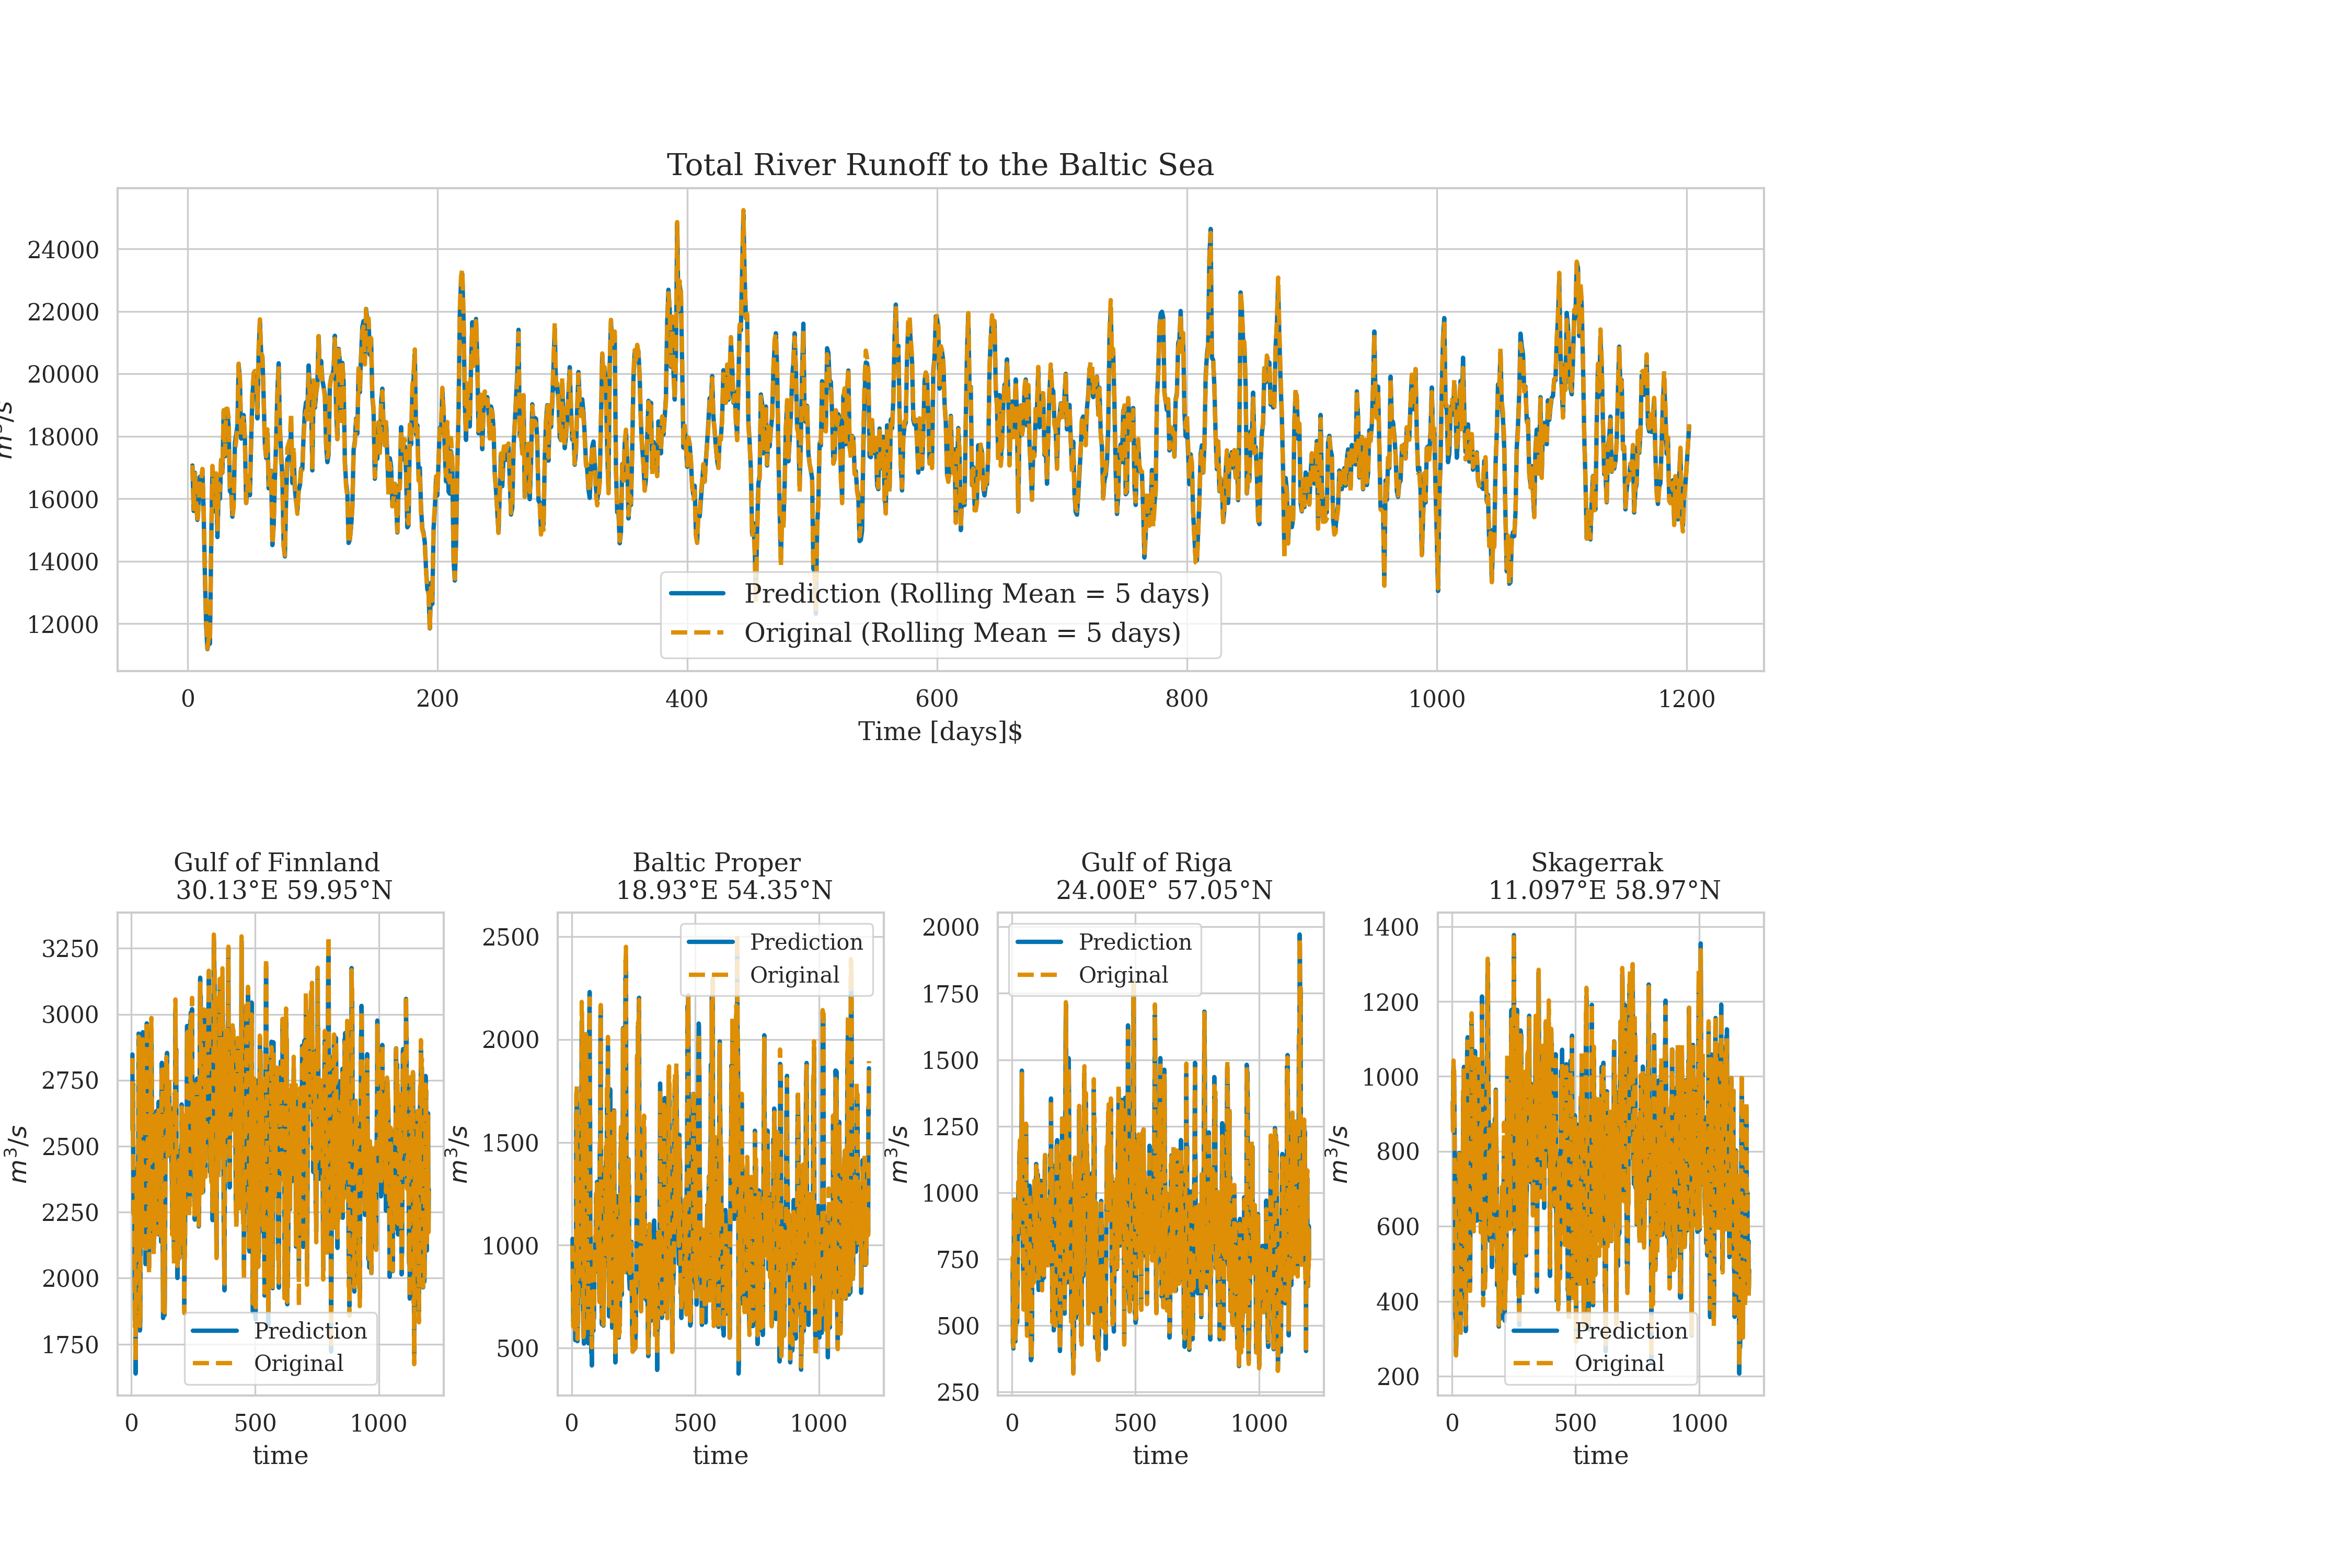 Total River Runoff to the Baltic Sea
m³/s
24000
22000
20000
18000
16000
14000
12000
Prediction (Rolling Mean = 5 days)
Original (Rolling Mean = 5 days)
0 200 400 600 800 1000 1200
Time [days]$
Gulf of Finnland
30.13°E 59.95°N
m³/s
3250
3000
2750
2500
2250
2000
1750
Prediction
Original
0 500 1000
time
Baltic Proper
18.93°E 54.35°N
m³/s
2500
2000
1500
1000
500
Prediction
Original
0 500 1000
time
Gulf of Riga
24.00E° 57.05°N
m³/s
2000
1750
1500
1250
1000
750
500
250
Prediction
Original
0 500 1000
time
Skagerrak
11.097°E 58.97°N
m³/s
1400
1200
1000
800
600
400
200
Prediction
Original
0 500 1000
time